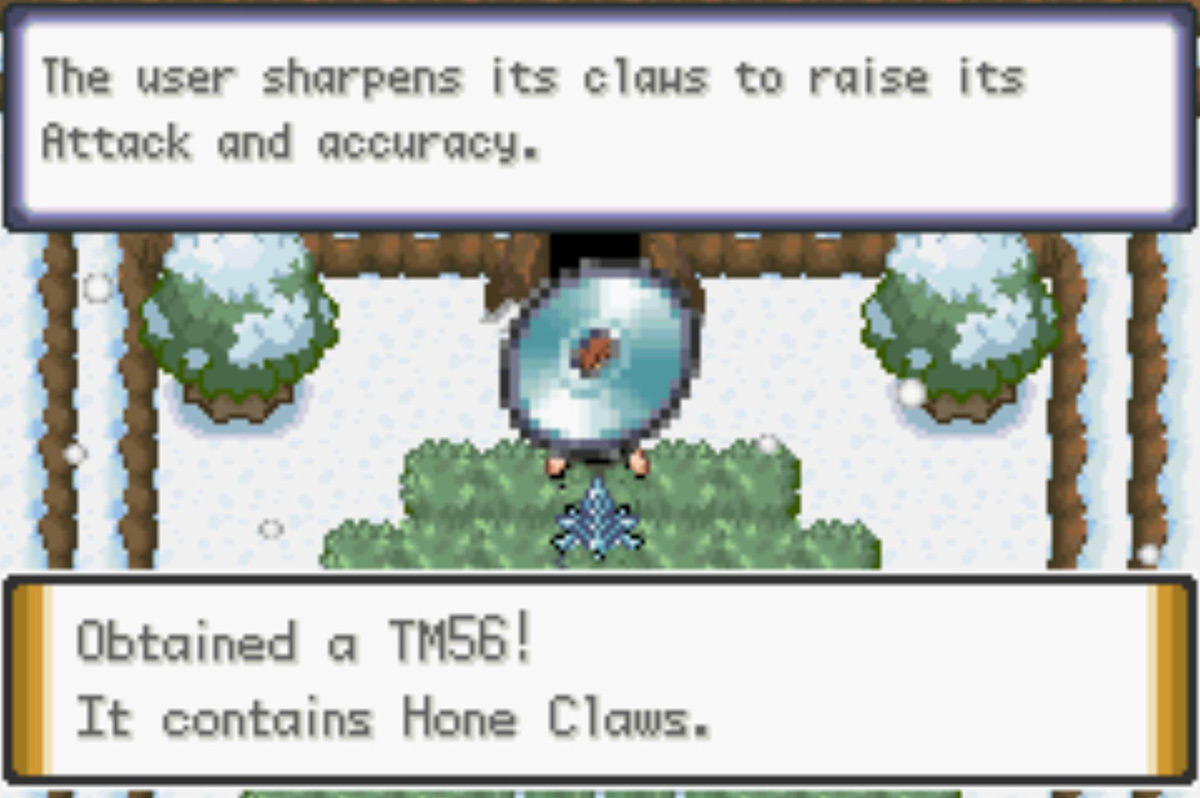 The user sharpens its claws to raise its
Attack and accuracy.
Obtained a TM56!
It contains Hone Claws.